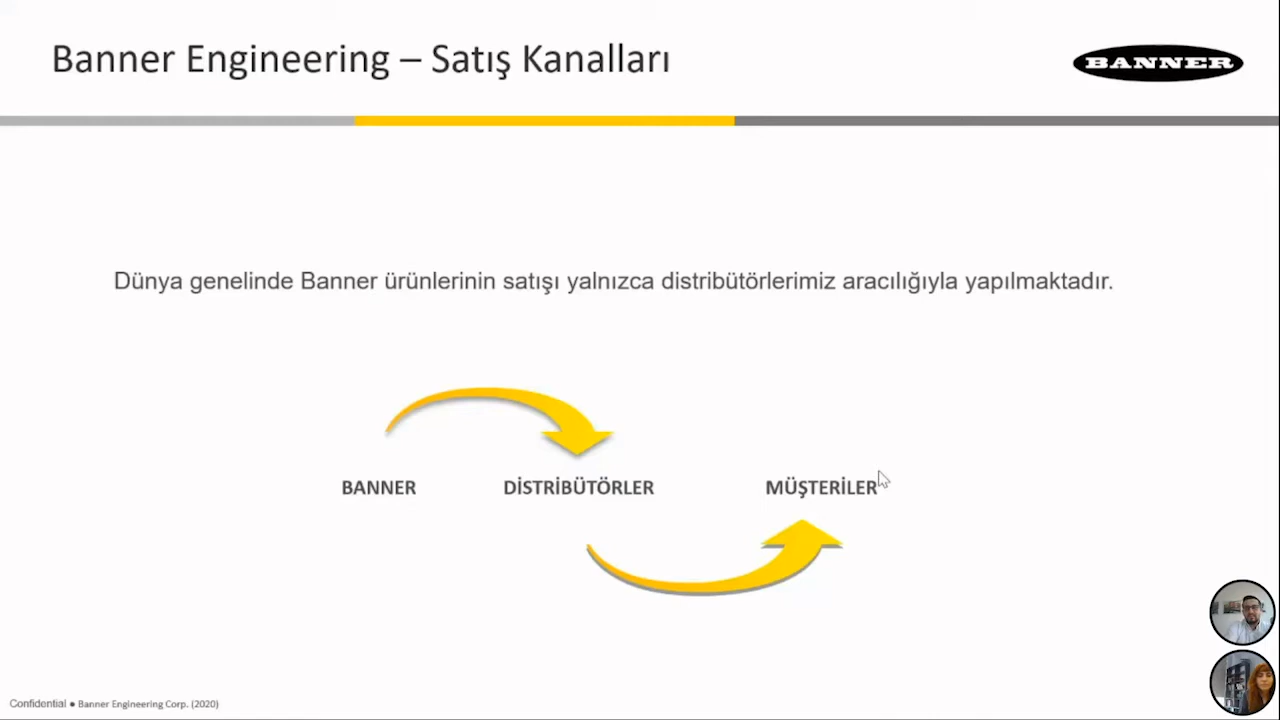 Banner Engineering – Satış Kanalları
BANNER
Dünya genelinde Banner ürünlerinin satışı yalnızca distribütörlerimiz aracılığıyla yapılmaktadır.
BANNER DİSTRİBÜTÖRLER MÜŞTERİLER
Confidential ● Banner Engineering Corp. (2020)